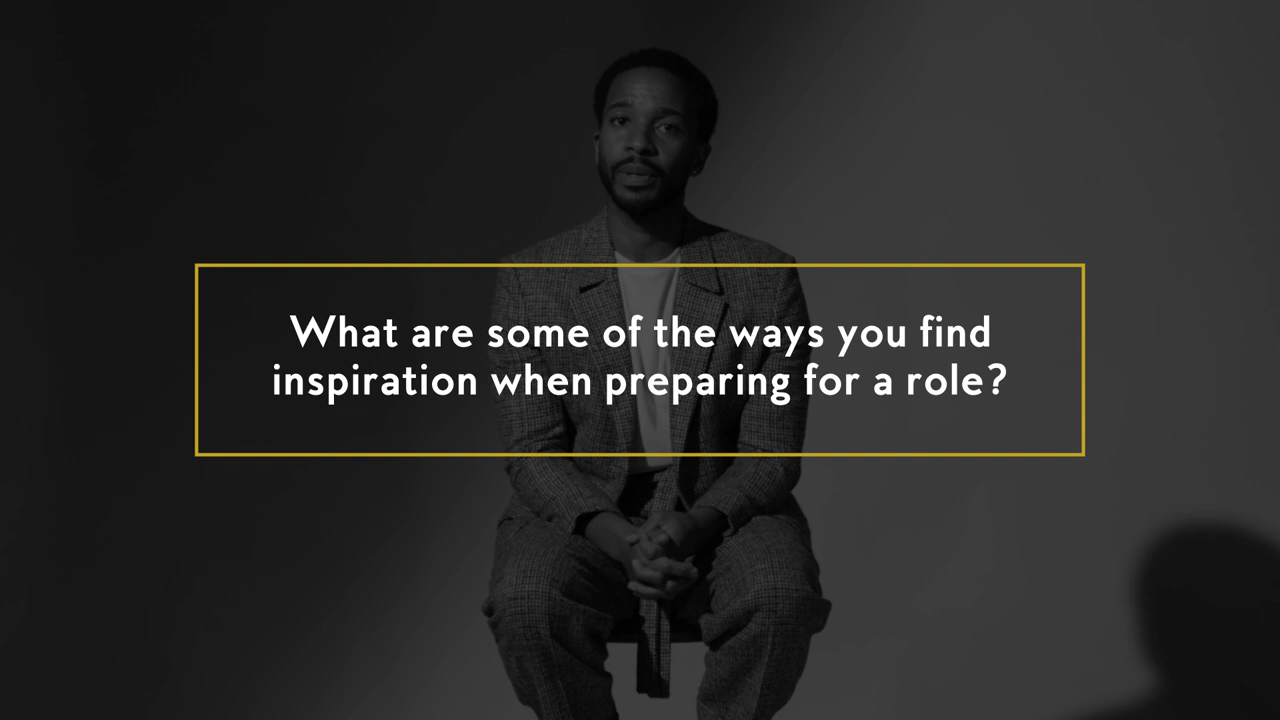 What are some of the ways you find
inspiration when preparing for a role?